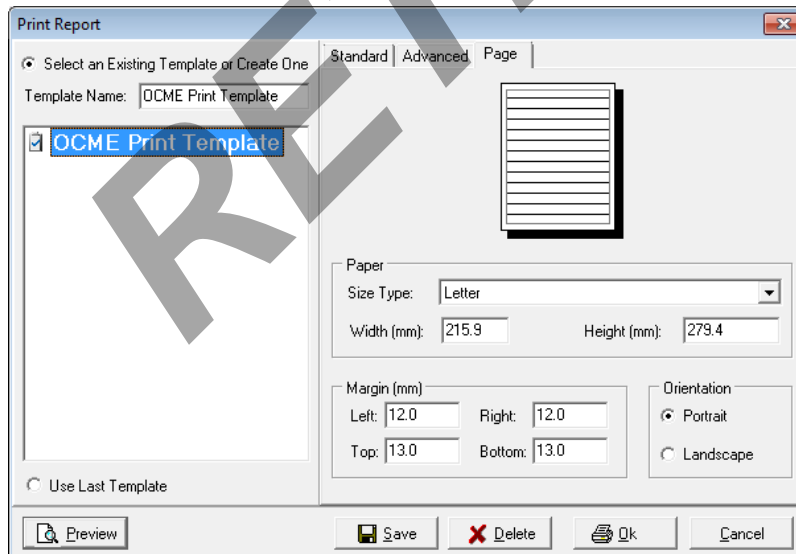 Print Report
Select an Existing Template or Create One
Template Name: OCME Print Template
OCME Print Template
Use Last Template
Standard Advanced Page
Paper
Size Type: Letter
Width (mm): 215.9 Height (mm): 279.4
Margin (mm)
Left: 12.0 Right: 12.0
Top: 13.0 Bottom: 13.0
Orientation
Portrait
Landscape
Preview Save Delete Ok Cancel